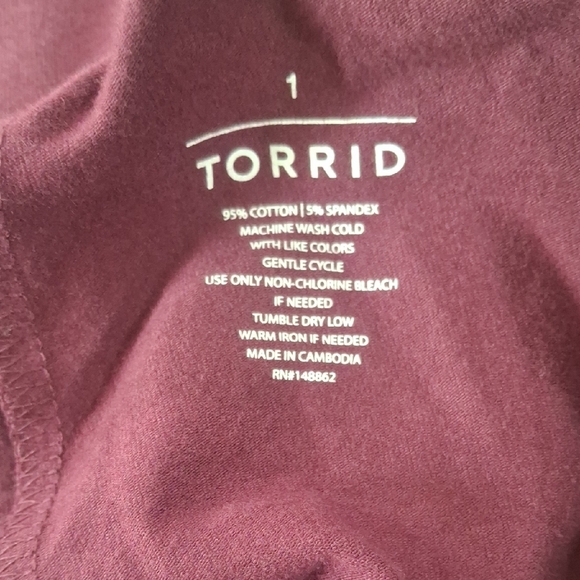 1
TORRID
95% COTTON | 5% SPANDEX
MACHINE WASH COLD
WITH LIKE COLORS
GENTLE CYCLE
USE ONLY NON-CHLORINE BLEACH
IF NEEDED
TUMBLE DRY LOW
WARM IRON IF NEEDED
MADE IN CAMBODIA
RN#148862